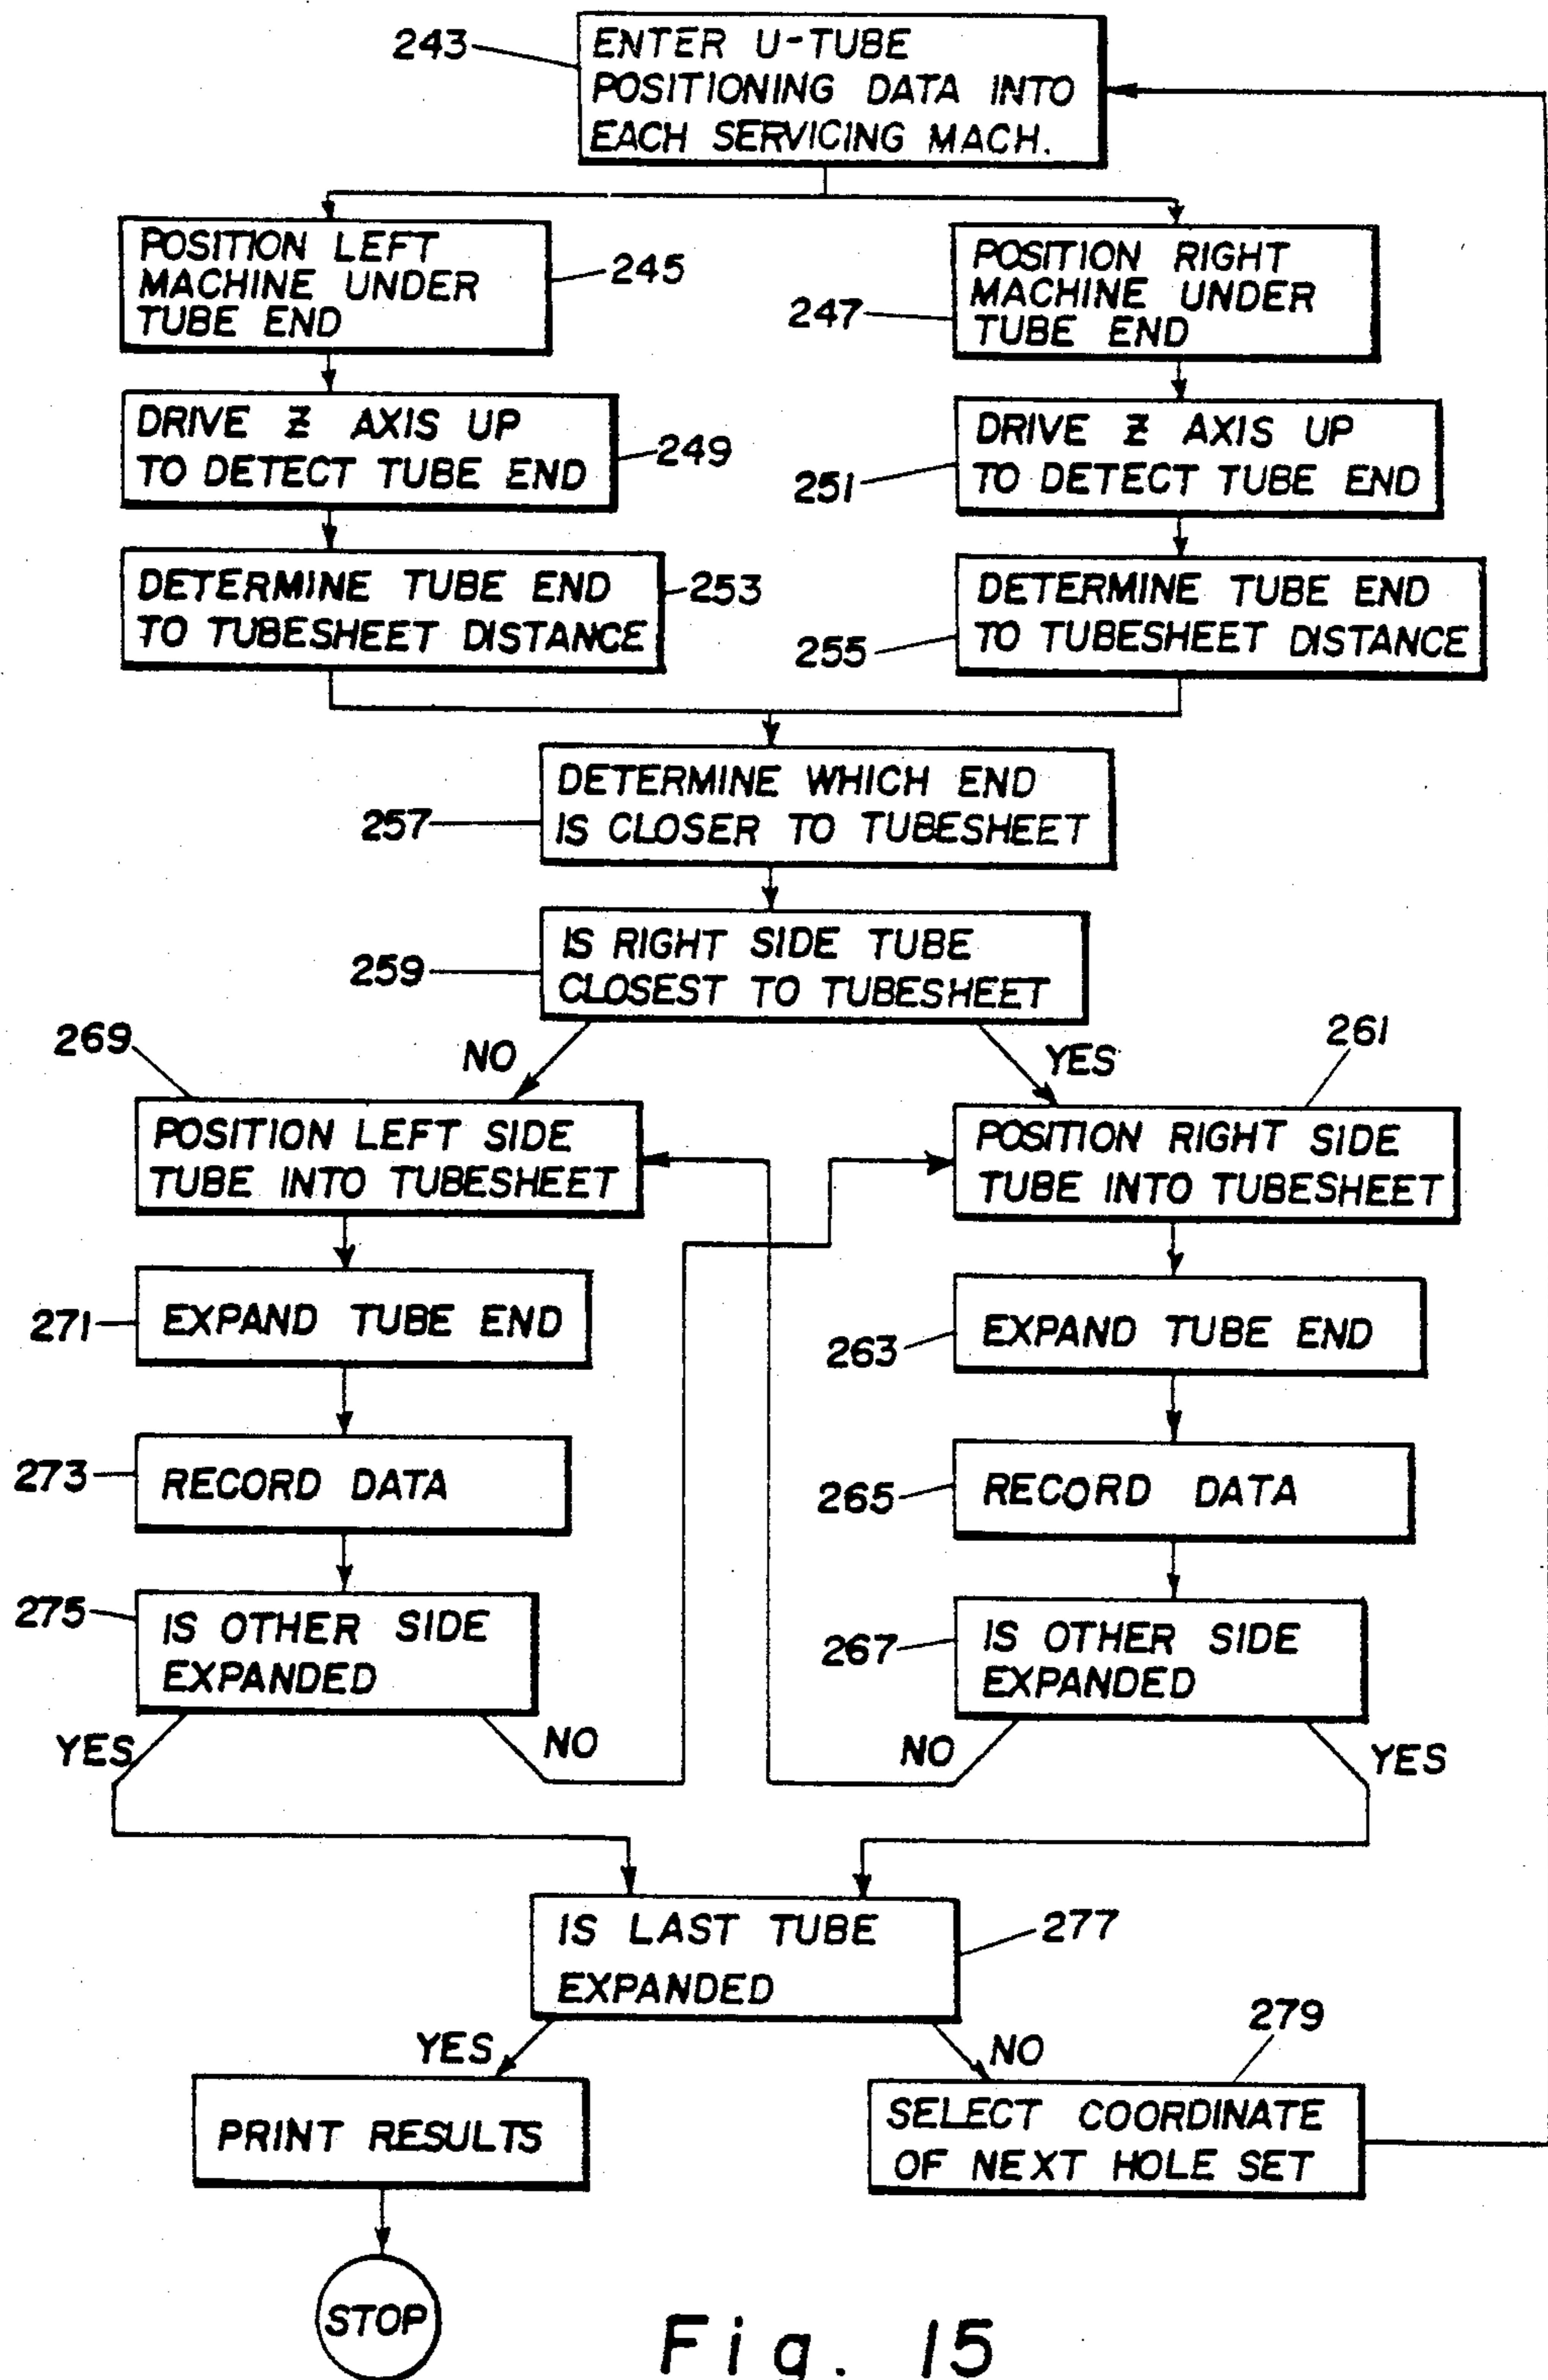 243
ENTER U-TUBE
POSITIONING DATA INTO
EACH SERVICING MACH.
POSITION LEFT
MACHINE UNDER
TUBE END
245
POSITION RIGHT
MACHINE UNDER
TUBE END
247
DRIVE Z AXIS UP
TO DETECT TUBE END
249
DRIVE Z AXIS UP
TO DETECT TUBE END
251
DETERMINE TUBE END
TO TUBESHEET DISTANCE
253
DETERMINE TUBE END
TO TUBESHEET DISTANCE
255
DETERMINE WHICH END
IS CLOSER TO TUBESHEET
257
IS RIGHT SIDE TUBE
CLOSEST TO TUBESHEET
259
NO
YES
269
261
POSITION LEFT SIDE
TUBE INTO TUBESHEET
POSITION RIGHT SIDE
TUBE INTO TUBESHEET
271
EXPAND TUBE END
263
EXPAND TUBE END
273
RECORD DATA
265
RECORD DATA
275
IS OTHER SIDE
EXPANDED
267
IS OTHER SIDE
EXPANDED
YES
NO
NO
YES
IS LAST TUBE
EXPANDED
277
YES
NO
279
PRINT RESULTS
SELECT COORDINATE
OF NEXT HOLE SET
STOP
Fig. 15